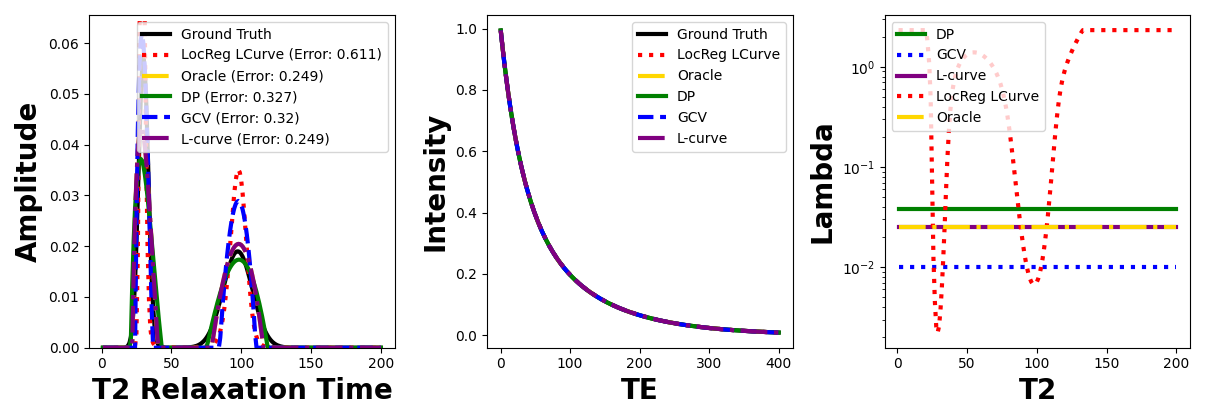 Amplitude
0.06
0.05
0.04
0.03
0.02
0.01
0.00
0 50 100 150 200
T2 Relaxation Time
Ground Truth
LocReg LCurve (Error: 0.611)
Oracle (Error: 0.249)
DP (Error: 0.327)
GCV (Error: 0.32)
L-curve (Error: 0.249)
Intensity
1.0
0.8
0.6
0.4
0.2
0.0
0 100 200 300 400
TE
Ground Truth
LocReg LCurve
Oracle
DP
GCV
L-curve
Lambda
10⁰
10⁻¹
10⁻²
0 50 100 150 200
T2
DP
GCV
L-curve
LocReg LCurve
Oracle